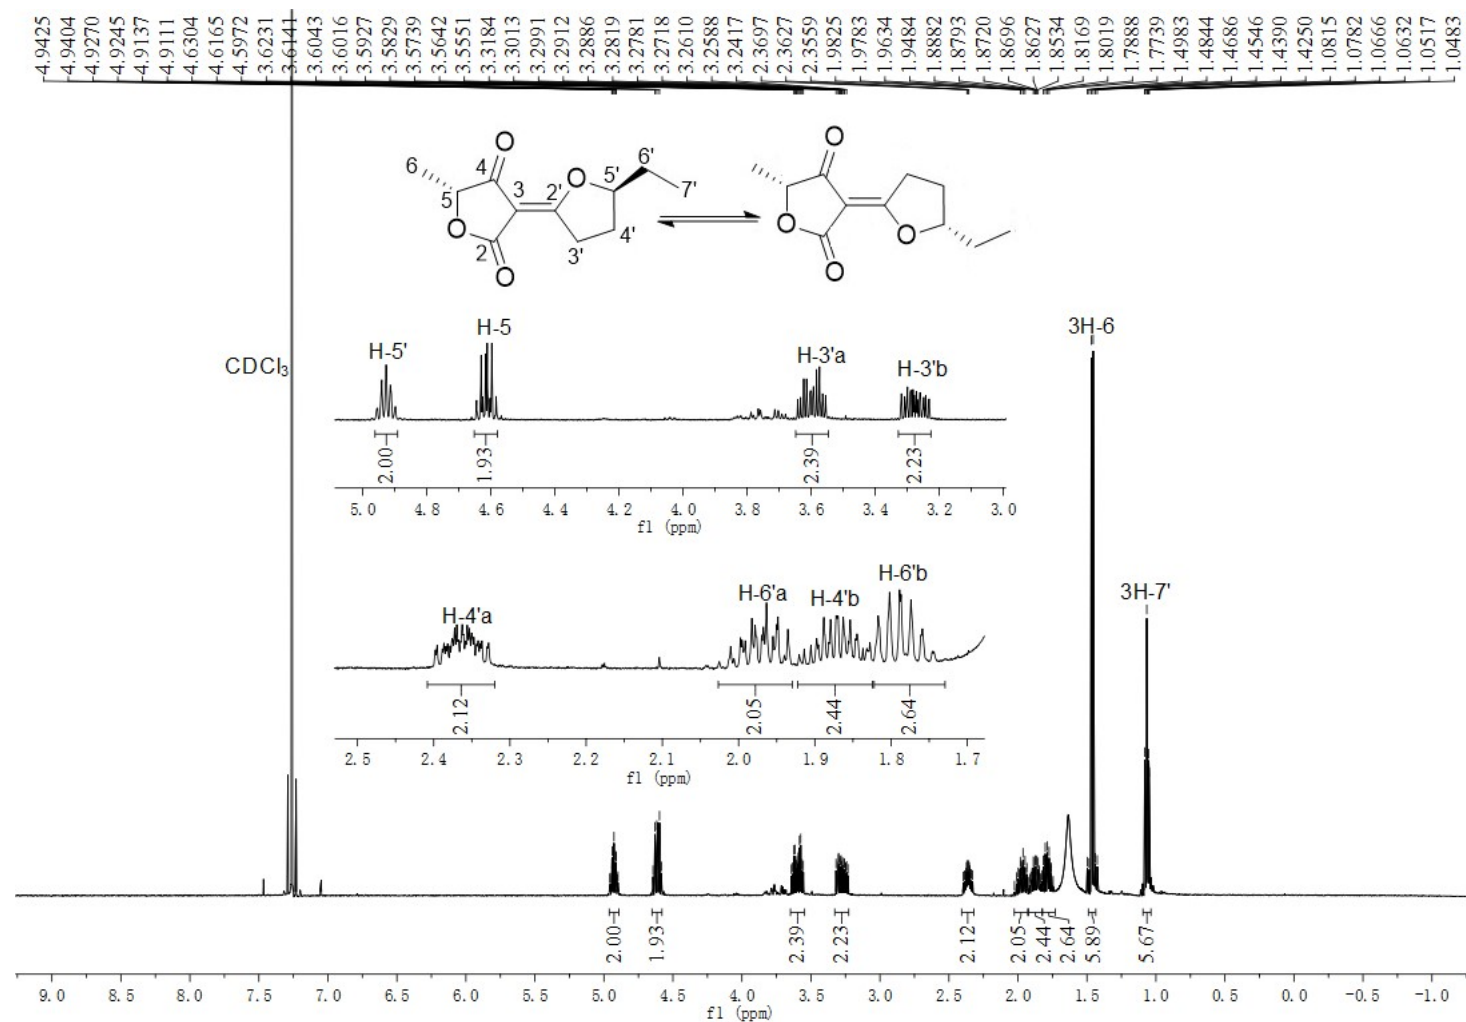 4.9425 4.9404 4.9270 4.9245 4.9137 4.9111 4.6304 4.6165 4.5972 3.6231 3.6141 3.6043 3.6016 3.5927 3.5829 3.5739 3.5642 3.5551 3.3184 3.3013 3.2991 3.2912 3.2886 3.2819 3.2781 3.2718 3.2610 3.2588 3.2417 2.3697 2.3627 2.3559 1.9825 1.9783 1.9634 1.9484 1.8882 1.8793 1.8720 1.8696 1.8627 1.8534 1.8169 1.8019 1.7888 1.7739 1.4983 1.4844 1.4686 1.4546 1.4390 1.4250 1.0815 1.0782 1.0666 1.0632 1.0517 1.0483
O O
6 4 O 6'
5' 7'
5 3 2'
O 4' O
2 3' O
O O
CDCl3
H-5' H-5 H-3'a H-3'b 3H-6
2.00 1.93 2.39 2.23
5.0 4.8 4.6 4.4 4.2 4.0 3.8 3.6 3.4 3.2 3.0
f1 (ppm)
H-4'a H-6'a H-4'b H-6'b 3H-7'
2.12 2.05 2.44 2.64
2.5 2.4 2.3 2.2 2.1 2.0 1.9 1.8 1.7
f1 (ppm)
2.00 1.93 2.39 2.23 2.12 2.05 2.44 2.64 5.89 5.67
9.0 8.5 8.0 7.5 7.0 6.5 6.0 5.5 5.0 4.5 4.0 3.5 3.0 2.5 2.0 1.5 1.0 0.5 0.0 -0.5 -1.0
f1 (ppm)